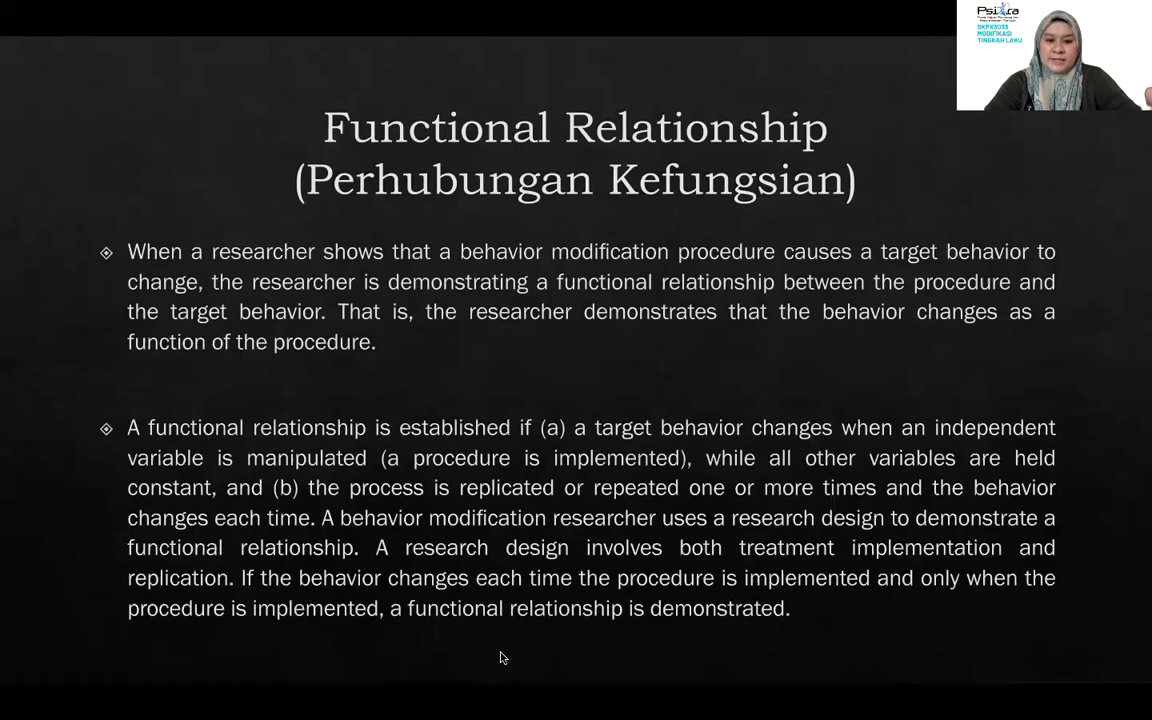 Psi ra
SKPX3033
MODIFIKASI
TINGKAH LAKU
Functional Relationship
(Perhubungan Kefungsian)
When a researcher shows that a behavior modification procedure causes a target behavior to
change, the researcher is demonstrating a functional relationship between the procedure and
the target behavior. That is, the researcher demonstrates that the behavior changes as a
function of the procedure.
A functional relationship is established if (a) a target behavior changes when an independent
variable is manipulated (a procedure is implemented), while all other variables are held
constant, and (b) the process is replicated or repeated one or more times and the behavior
changes each time. A behavior modification researcher uses a research design to demonstrate a
functional relationship. A research design involves both treatment implementation and
replication. If the behavior changes each time the procedure is implemented and only when the
procedure is implemented, a functional relationship is demonstrated.